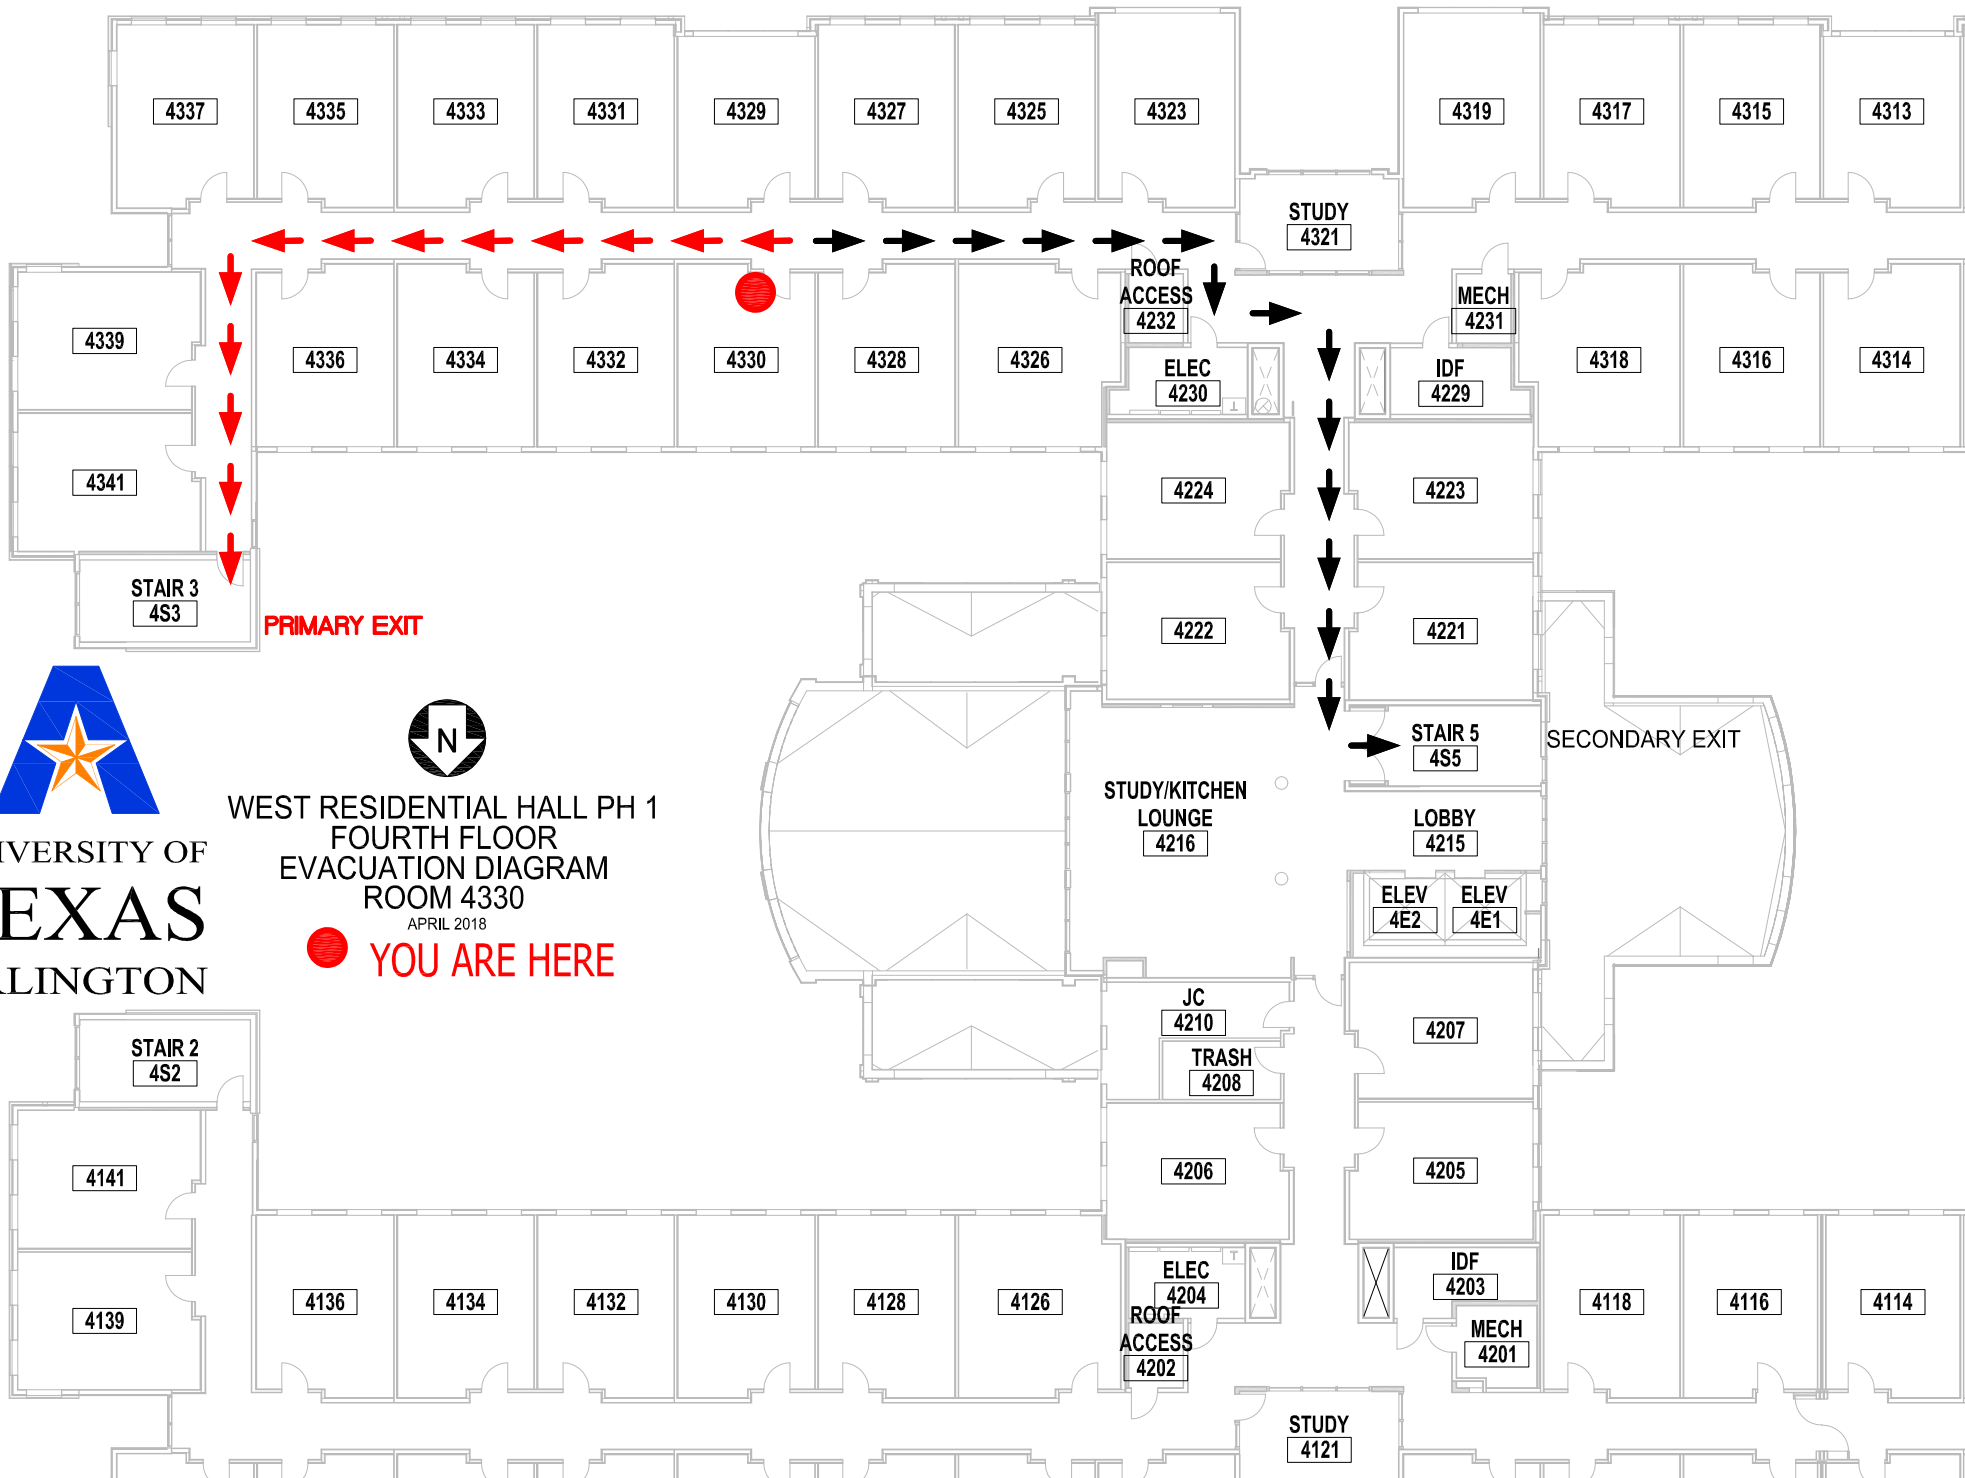 4337
4335
4333
4331
4329
4327
4325
4323
4319
4317
4315
4313
STUDY
4321
ROOF
ACCESS
4232
MECH
4231
4339
4336
4334
4332
4330
4328
4326
ELEC
4230
IDF
4229
4318
4316
4314
4341
4224
4223
STAIR 3
4S3
PRIMARY EXIT
4222
4221
N
STAIR 5
4S5
SECONDARY EXIT
WEST RESIDENTIAL HALL PH 1
FOURTH FLOOR
EVACUATION DIAGRAM
ROOM 4330
APRIL 2018
YOU ARE HERE
IVERSITY OF
EXAS
LINGTON
STUDY/KITCHEN
LOUNGE
4216
LOBBY
4215
ELEV
4E2
ELEV
4E1
JC
4210
TRASH
4208
4207
STAIR 2
4S2
4141
4206
4205
4139
4136
4134
4132
4130
4128
4126
ELEC
4204
ROOF
ACCESS
4202
IDF
4203
MECH
4201
4118
4116
4114
STUDY
4121